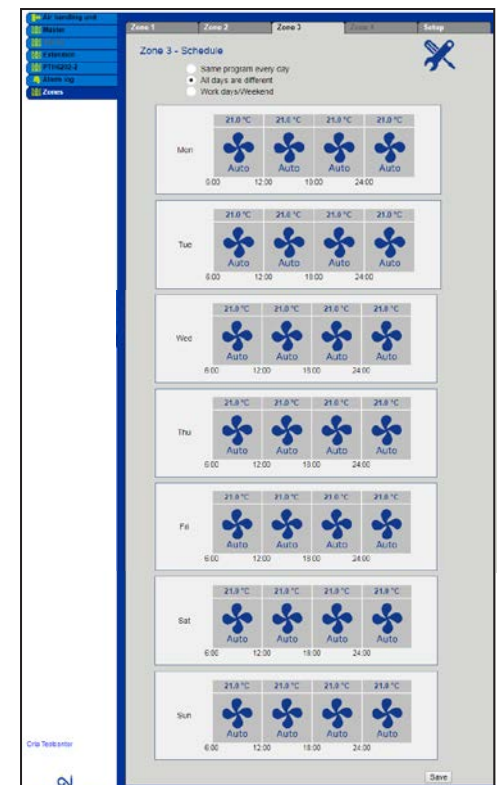 Air handling unit
Master
Extension
PTH6202-2
Alarm log
Zones
Zone 1 Zone 2 Zone 3 Zone 4 Setup
Zone 3 - Schedule
Same program every day
All days are different
Work days/Weekend
21.0 °C 21.0 °C 21.0 °C 21.0 °C
Mon
Auto Auto Auto Auto
6:00 12:00 18:00 24:00
21.0 °C 21.0 °C 21.0 °C 21.0 °C
Tue
Auto Auto Auto Auto
6:00 12:00 18:00 24:00
21.0 °C 21.0 °C 21.0 °C 21.0 °C
Wed
Auto Auto Auto Auto
6:00 12:00 18:00 24:00
21.0 °C 21.0 °C 21.0 °C 21.0 °C
Thu
Auto Auto Auto Auto
6:00 12:00 18:00 24:00
21.0 °C 21.0 °C 21.0 °C 21.0 °C
Fri
Auto Auto Auto Auto
6:00 12:00 18:00 24:00
21.0 °C 21.0 °C 21.0 °C 21.0 °C
Sat
Auto Auto Auto Auto
6:00 12:00 18:00 24:00
21.0 °C 21.0 °C 21.0 °C 21.0 °C
Sun
Auto Auto Auto Auto
6:00 12:00 18:00 24:00
Save
2